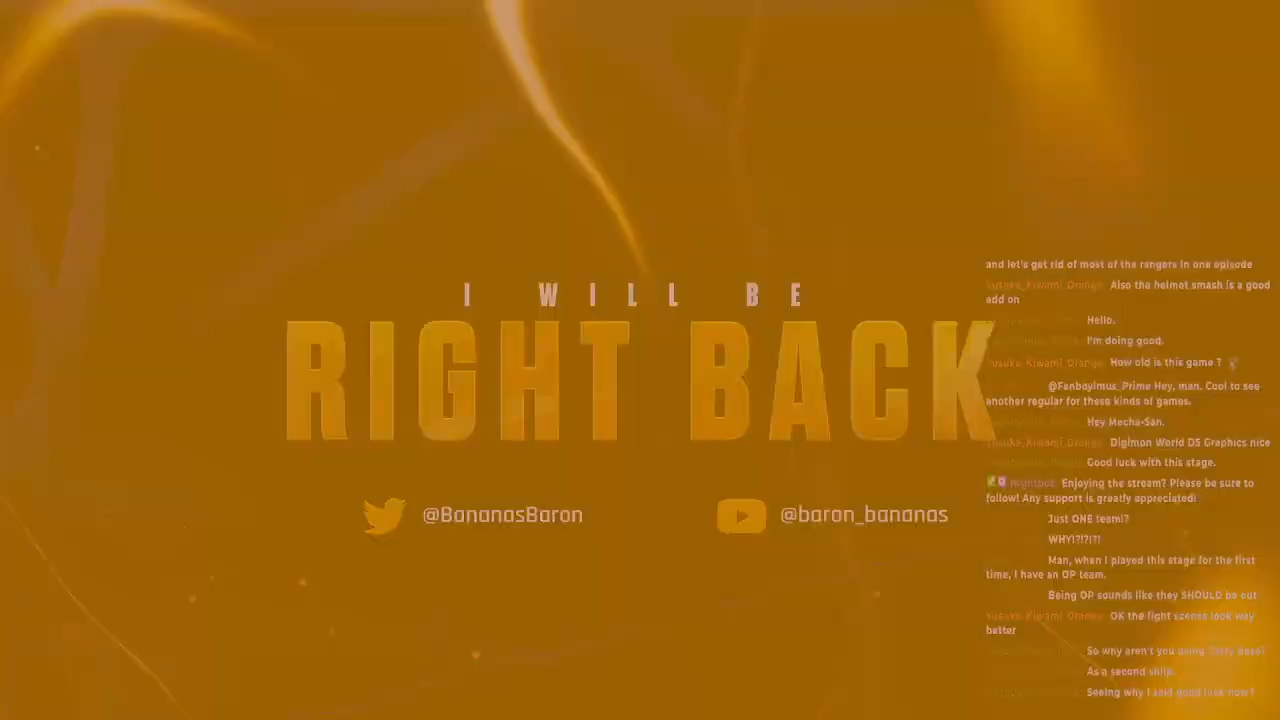 I WILL BE
RIGHT BACK
@BananasBaron
@baron_bananas
and let's get rid of most of the rangers in one episode
Yusuke_Kiwami_Orange: Also the helmet smash is a good
add on
Hello.
I'm doing good.
Yusuke_Kiwami_Orange: How old is this game ?
@Fanboyimus_Prime Hey, man. Cool to see
another regular for these kinds of games.
Hey Mecha-San.
Yusuke_Kiwami_Orange: Digimon World DS Graphics nice
Good luck with this stage.
Nightbot: Enjoying the stream? Please be sure to
follow! Any support is greatly appreciated!
Just ONE team!?
WHY!?!?!?!
Man, when I played this stage for the first
time, I have an OP team.
Being OP sounds like they SHOULD be out
Yusuke_Kiwami_Orange: OK the fight scenes look way
better
So why aren't you using
As a second ship.
Seeing why I said good luck now?